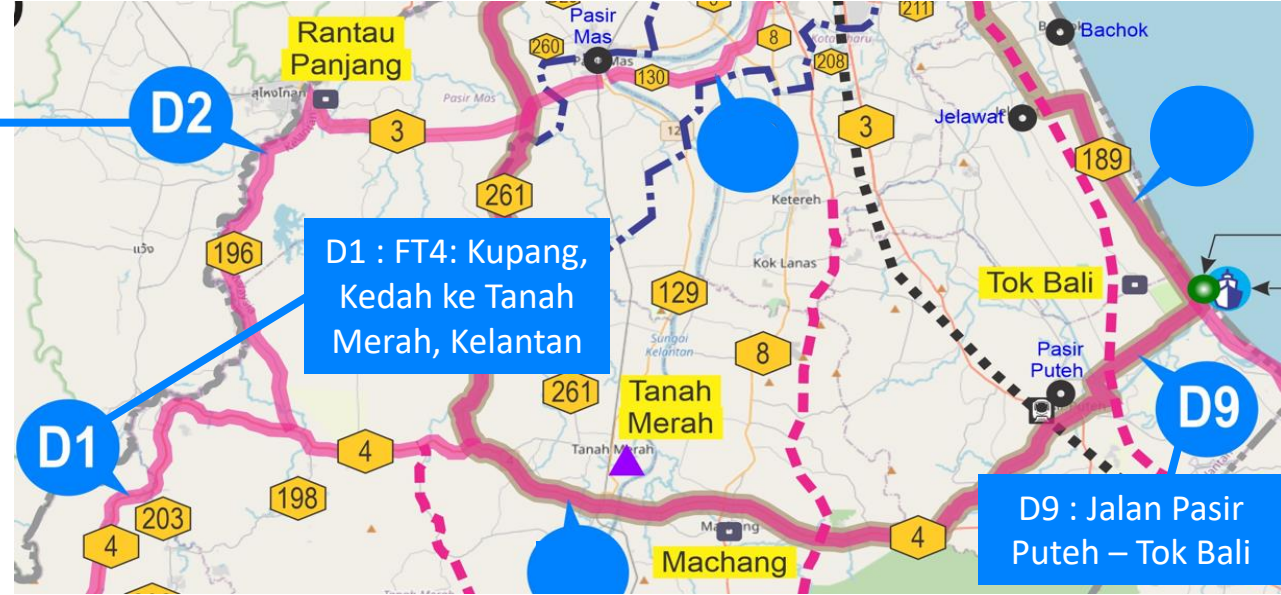 Pasir
Mas
211
Rantau
Panjang
260
8
Bachok
208
130
สุไหงโกลก
Pasir Mas
D2
3
12
3
Jelawat
189
261
Ketereh
แว้ง
196
D1 : FT4: Kupang,
Kedah ke Tanah
Merah, Kelantan
Kok Lanas
129
Tok Bali
Sungai
Kelantan
8
Pasir
Puteh
261
Tanah
Merah
D9
D1
4
Tanah Merah
198
203
4
Machang
4
D9 : Jalan Pasir
Puteh – Tok Bali
Tanah Merah